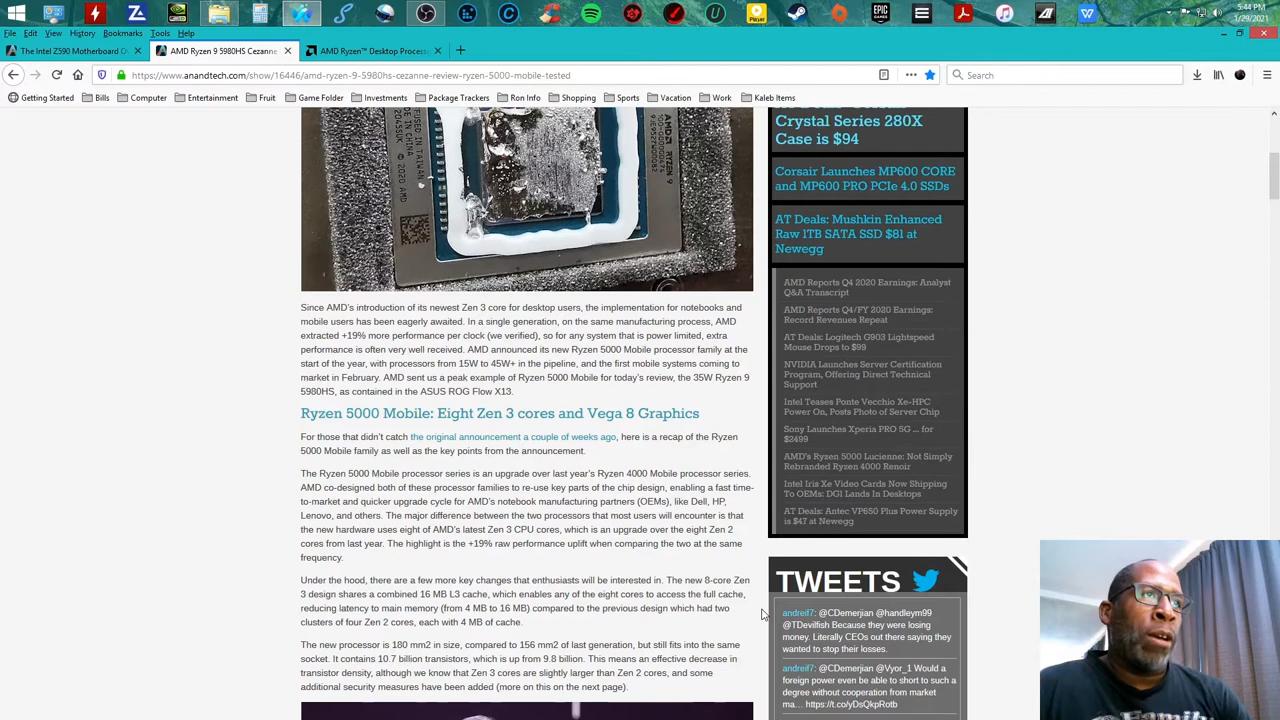 5:44 PM
1/29/2021
File Edit View History Bookmarks Tools Help
The Intel Z590 Motherboard O
AMD Ryzen 9 5980HS Cezanne
AMD Ryzen™ Desktop Process
https://www.anandtech.com/show/16446/amd-ryzen-9-5980hs-cezanne-review-ryzen-5000-mobile-tested
Search
Getting Started Bills Computer Entertainment Fruit Game Folder Investments Package Trackers Ron Info Shopping Sports Vacation Work Kaleb Items
Since AMD's introduction of its newest Zen 3 core for desktop users, the implementation for notebooks and
mobile users has been eagerly awaited. In a single generation, on the same manufacturing process, AMD
extracted +19% more performance per clock (we verified), so for any system that is power limited, extra
performance is often very well received. AMD announced its new Ryzen 5000 Mobile processor family at the
start of the year, with processors from 15W to 45W+ in the pipeline, and the first mobile systems coming to
market in February. AMD sent us a peak example of Ryzen 5000 Mobile for today's review, the 35W Ryzen 9
5980HS, as contained in the ASUS ROG Flow X13.
Ryzen 5000 Mobile: Eight Zen 3 cores and Vega 8 Graphics
For those that didn't catch the original announcement a couple of weeks ago, here is a recap of the Ryzen
5000 Mobile family as well as the key points from the announcement.
The Ryzen 5000 Mobile processor series is an upgrade over last year's Ryzen 4000 Mobile processor series.
AMD co-designed both of these processor families to re-use key parts of the chip design, enabling a fast time-
to-market and quicker upgrade cycle for AMD's notebook manufacturing partners (OEMs), like Dell, HP,
Lenovo, and others. The major difference between the two processors that most users will encounter is that
the new hardware uses eight of AMD's latest Zen 3 CPU cores, which is an upgrade over the eight Zen 2
cores from last year. The highlight is the +19% raw performance uplift when comparing the two at the same
frequency.
Under the hood, there are a few more key changes that enthusiasts will be interested in. The new 8-core Zen
3 design shares a combined 16 MB L3 cache, which enables any of the eight cores to access the full cache,
reducing latency to main memory (from 4 MB to 16 MB) compared to the previous design which had two
clusters of four Zen 2 cores, each with 4 MB of cache.
The new processor is 180 mm2 in size, compared to 156 mm2 of last generation, but still fits into the same
socket. It contains 10.7 billion transistors, which is up from 9.8 billion. This means an effective decrease in
transistor density, although we know that Zen 3 cores are slightly larger than Zen 2 cores, and some
additional security measures have been added (more on this on the next page).
Crystal Series 280X
Case is $94
Corsair Launches MP600 CORE
and MP600 PRO PCIe 4.0 SSDs
AT Deals: Mushkin Enhanced
Raw 1TB SATA SSD $81 at
Newegg
AMD Reports Q4 2020 Earnings: Analyst
Q&A Transcript
AMD Reports Q4/FY 2020 Earnings:
Record Revenues Repeat
AT Deals: Logitech G903 Lightspeed
Mouse Drops to $99
NVIDIA Launches Server Certification
Program, Offering Direct Technical
Support
Intel Teases Ponte Vecchio Xe-HPC
Power On, Posts Photo of Server Chip
Sony Launches Xperia PRO 5G ... for
$2499
AMD's Ryzen 5000 Lucienne: Not Simply
Rebranded Ryzen 4000 Renoir
Intel Iris Xe Video Cards Now Shipping
To OEMs: DG1 Lands In Desktops
AT Deals: Antec VP650 Plus Power Supply
is $47 at Newegg
TWEETS
andreif7: @CDemerjian @handleym99
@TDevilfish Because they were losing
money. Literally CEOs out there saying they
wanted to stop their losses.
andreif7: @CDemerjian @Vyor_1 Would a
foreign power even be able to short to such a
degree without cooperation from market
ma… https://t.co/yDsQkpRotb